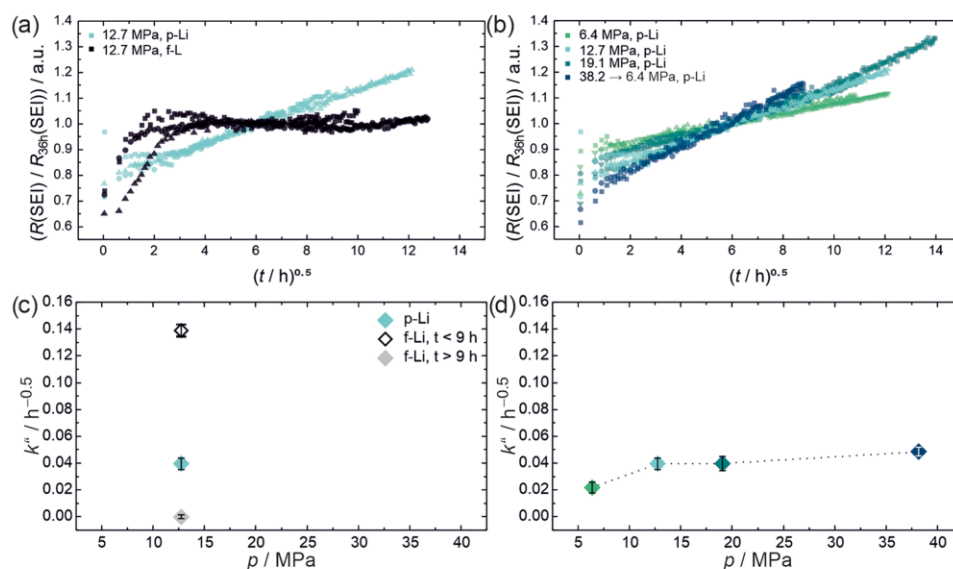 (a)
12.7 MPa, p-Li
12.7 MPa, f-L
(R(SEI) / R36h(SEI)) / a.u.
1.4
1.3
1.2
1.1
1.0
0.9
0.8
0.7
0.6
0 2 4 6 8 10 12 14
(t / h)^0.5
(b)
6.4 MPa, p-Li
12.7 MPa, p-Li
19.1 MPa, p-Li
38.2 → 6.4 MPa, p-Li
(R(SEI) / R36h(SEI)) / a.u.
1.4
1.3
1.2
1.1
1.0
0.9
0.8
0.7
0.6
0 2 4 6 8 10 12 14
(t / h)^0.5
(c)
p-Li
f-Li, t < 9 h
f-Li, t > 9 h
k“ / h^−0.5
0.16
0.14
0.12
0.10
0.08
0.06
0.04
0.02
0.00
5 10 15 20 25 30 35 40
p / MPa
(d)
k“ / h^−0.5
0.16
0.14
0.12
0.10
0.08
0.06
0.04
0.02
0.00
5 10 15 20 25 30 35 40
p / MPa